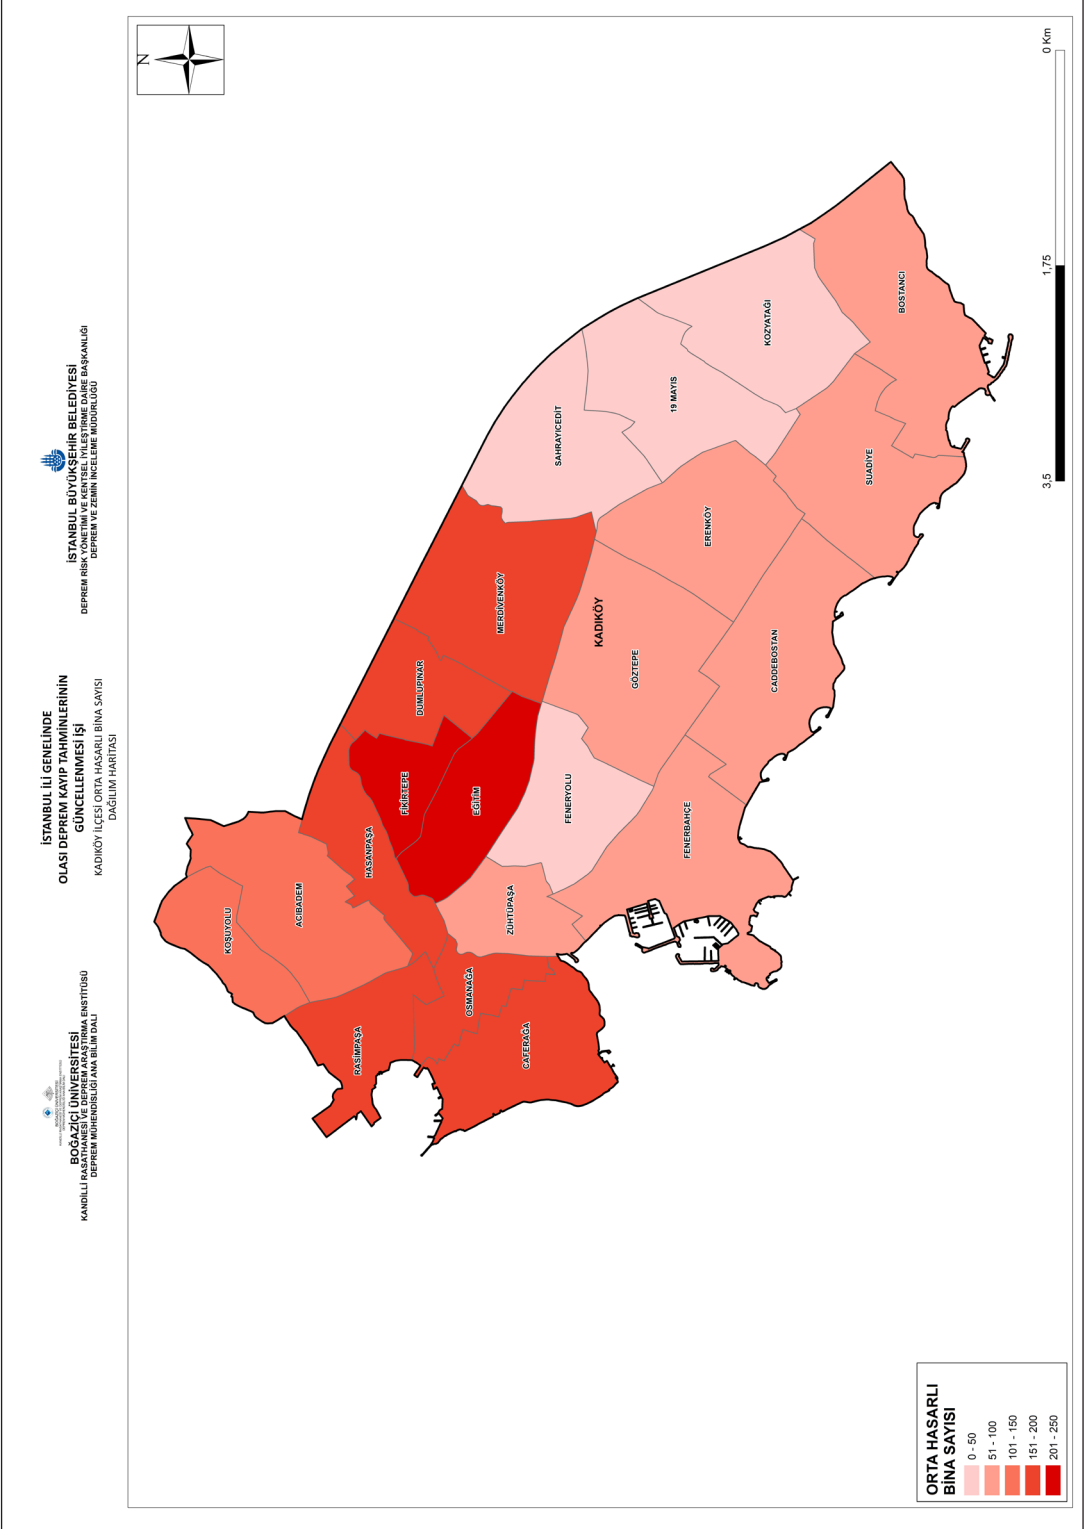 BOĞAZİÇİ ÜNİVERSİTESİ
KANDİLLİ RASATHANESİ VE DEPREM ARAŞTIRMA ENSTİTÜSÜ
DEPREM MÜHENDİSLİĞİ ANA BİLİM DALI
İSTANBUL İLİ GENELİNDE
OLASI DEPREM KAYIP TAHMİNLERİNİN
GÜNCELLENMESİ İŞİ
KADIKÖY İLÇESİ ORTA HASARLI BİNA SAYISI
DAĞILIM HARİTASI
İSTANBUL BÜYÜKŞEHİR BELEDİYESİ
DEPREM RİSK YÖNETİMİ VE KENTSEL İYİLEŞTİRME DAİRE BAŞKANLIĞI
DEPREM VE ZEMİN İNCELEME MÜDÜRLÜĞÜ
N
KOŞUYOLU
ACIBADEM
RASİMPAŞA
HASANPAŞA
FİKİRTEPE
DUMLUPINAR
OSMANAĞA
EĞİTİM
MERDİVENKÖY
CAFERAĞA
ZÜHTÜPAŞA
FENERYOLU
SAHRAYICEDİT
KADIKÖY
GÖZTEPE
19 MAYIS
FENERBAHÇE
ERENKÖY
KOZYATAĞI
CADDEBOSTAN
SUADİYE
BOSTANCI
ORTA HASARLI
BİNA SAYISI
0 - 50
51 - 100
101 - 150
151 - 200
201 - 250
3,5
1,75
0 Km